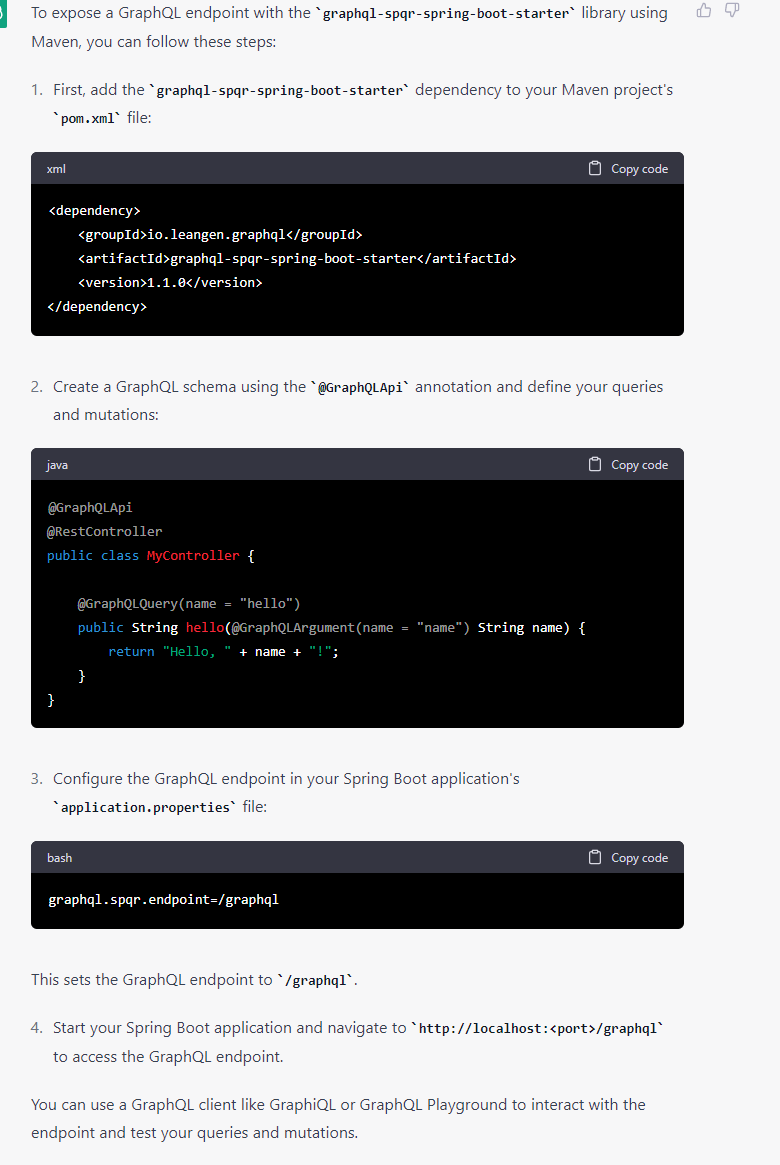 To expose a GraphQL endpoint with the `graphql-spqr-spring-boot-starter` library using
Maven, you can follow these steps:
1. First, add the `graphql-spqr-spring-boot-starter` dependency to your Maven project's
`pom.xml` file:
xml Copy code
<dependency>
    <groupId>io.leangen.graphql</groupId>
    <artifactId>graphql-spqr-spring-boot-starter</artifactId>
    <version>1.1.0</version>
</dependency>
2. Create a GraphQL schema using the `@GraphQLApi` annotation and define your queries
and mutations:
java Copy code
@GraphQLApi
@RestController
public class MyController {
    @GraphQLQuery(name = "hello")
    public String hello(@GraphQLArgument(name = "name") String name) {
        return "Hello, " + name + "!";
    }
}
3. Configure the GraphQL endpoint in your Spring Boot application's
`application.properties` file:
bash Copy code
graphql.spqr.endpoint=/graphql
This sets the GraphQL endpoint to `/graphql`.
4. Start your Spring Boot application and navigate to `http://localhost:<port>/graphql`
to access the GraphQL endpoint.
You can use a GraphQL client like GraphiQL or GraphQL Playground to interact with the
endpoint and test your queries and mutations.